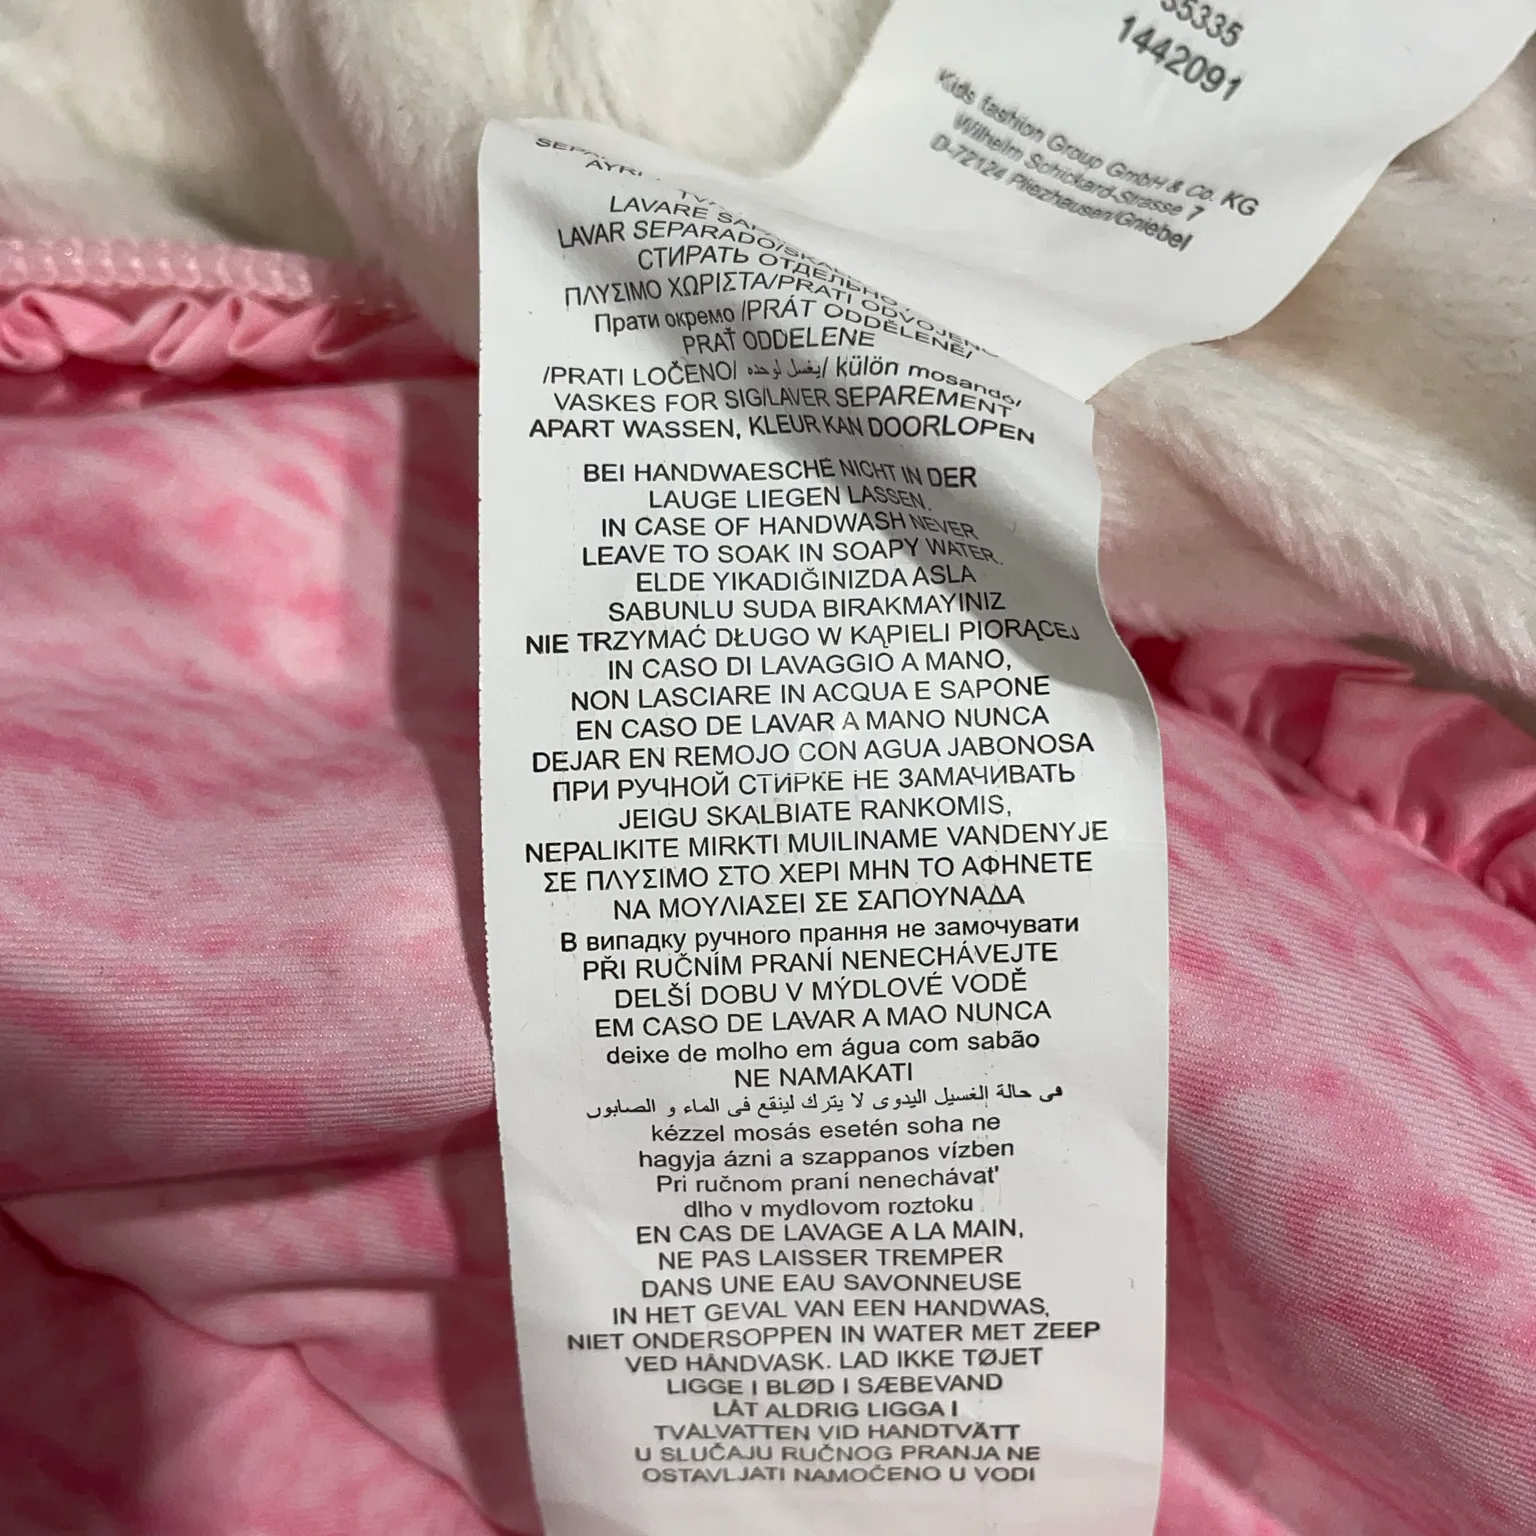 35335
1442091
Kids fashion Group GmbH & Co. KG
Wilhelm Schickard-Strasse 7
D-72124 Pliezhausen/Gniebel
LAVARE
LAVAR SEPARADO/
СТИРАТЬ ОТДЕЛЬНО
ΠΛΥΣΙΜΟ ΧΩΡΙΣΤΑ/PRATI ODVOJENO
Прати окремо /PRÁT ODDĚLENĚ/
PRAŤ ODDELENE
/PRATI LOČENO/ يغسل لوحده/ külön mosandó/
VASKES FOR SIG/LAVER SEPAREMENT
APART WASSEN, KLEUR KAN DOORLOPEN
BEI HANDWAESCHE NICHT IN DER
LAUGE LIEGEN LASSEN.
IN CASE OF HANDWASH NEVER
LEAVE TO SOAK IN SOAPY WATER.
ELDE YIKADIĞINIZDA ASLA
SABUNLU SUDA BIRAKMAYINIZ
NIE TRZYMAĆ DŁUGO W KĄPIELI PIORĄCEJ
IN CASO DI LAVAGGIO A MANO,
NON LASCIARE IN ACQUA E SAPONE
EN CASO DE LAVAR A MANO NUNCA
DEJAR EN REMOJO CON AGUA JABONOSA
ПРИ РУЧНОЙ СТИРКЕ НЕ ЗАМАЧИВАТЬ
JEIGU SKALBIATE RANKOMIS,
NEPALIKITE MIRKTI MUILINAME VANDENYJE
ΣΕ ΠΛΥΣΙΜΟ ΣΤΟ ΧΕΡΙ ΜΗΝ ΤΟ ΑΦΗΝΕΤΕ
ΝΑ ΜΟΥΛΙΑΣΕΙ ΣΕ ΣΑΠΟΥΝΑΔΑ
В випадку ручного прання не замочувати
PŘI RUČNÍM PRANÍ NENECHÁVEJTE
DELŠÍ DOBU V MÝDLOVÉ VODĚ
EM CASO DE LAVAR A MAO NUNCA
deixe de molho em água com sabão
NE NAMAKATI
فى حالة الغسيل اليدوى لا يترك لينقع فى الماء و الصابون
kézzel mosás esetén soha ne
hagyja ázni a szappanos vízben
Pri ručnom praní nenechávat'
dlho v mydlovom roztoku
EN CAS DE LAVAGE A LA MAIN,
NE PAS LAISSER TREMPER
DANS UNE EAU SAVONNEUSE
IN HET GEVAL VAN EEN HANDWAS,
NIET ONDERSOPPEN IN WATER MET ZEEP
VED HÅNDVASK. LAD IKKE TØJET
LIGGE I BLØD I SÆBEVAND
LÅT ALDRIG LIGGA I
TVÄLVATTEN VID HANDTVÄTT
U SLUČAJU RUČNOG PRANJA NE
OSTAVLJATI NAMOČENO U VODI